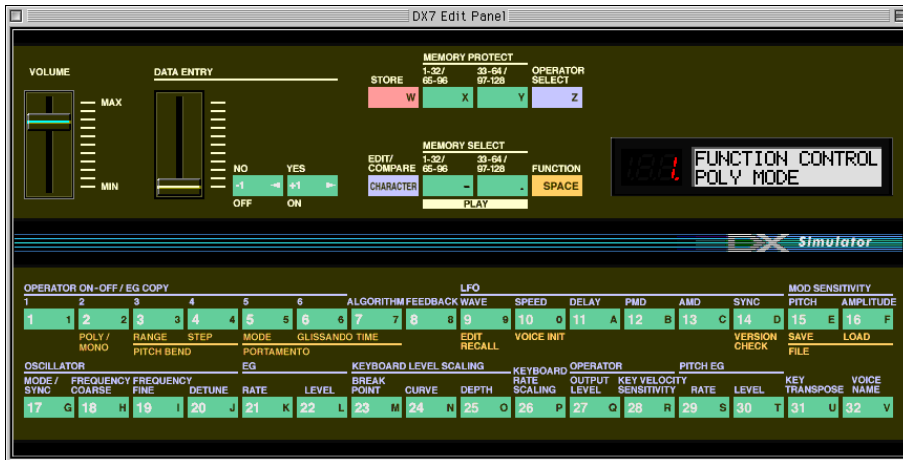 DX7 Edit Panel
VOLUME
MAX
MIN
DATA ENTRY
NO
YES
-1
+1
OFF
ON
MEMORY PROTECT
STORE
1-32/ 65-96
33-64 / 97-128
OPERATOR SELECT
W
X
Y
Z
MEMORY SELECT
EDIT/ COMPARE
1-32/ 65-96
33-64 / 97-128
FUNCTION
CHARACTER
-
.
SPACE
PLAY
1.
FUNCTION CONTROL
POLY MODE
DX Simulator
OPERATOR ON-OFF / EG COPY
LFO
MOD SENSITIVITY
1 2 3 4 5 6 ALGORITHM FEEDBACK WAVE SPEED DELAY PMD AMD SYNC PITCH AMPLITUDE
1 1 2 2 3 3 4 4 5 5 6 6 7 7 8 8 9 9 10 0 11 A 12 B 13 C 14 D 15 E 16 F
POLY / MONO
RANGE STEP
PITCH BEND
MODE GLISSANDO TIME
PORTAMENTO
EDIT RECALL
VOICE INIT
VERSION CHECK
SAVE LOAD
FILE
OSCILLATOR
EG
KEYBOARD LEVEL SCALING
OPERATOR
PITCH EG
MODE / SYNC
FREQUENCY COARSE
FREQUENCY FINE
DETUNE
RATE
LEVEL
BREAK POINT
CURVE
DEPTH
KEYBOARD RATE SCALING
OUTPUT LEVEL
KEY VELOCITY SENSITIVITY
RATE
LEVEL
KEY TRANSPOSE
VOICE NAME
17 G 18 H 19 I 20 J 21 K 22 L 23 M 24 N 25 O 26 P 27 Q 28 R 29 S 30 T 31 U 32 V